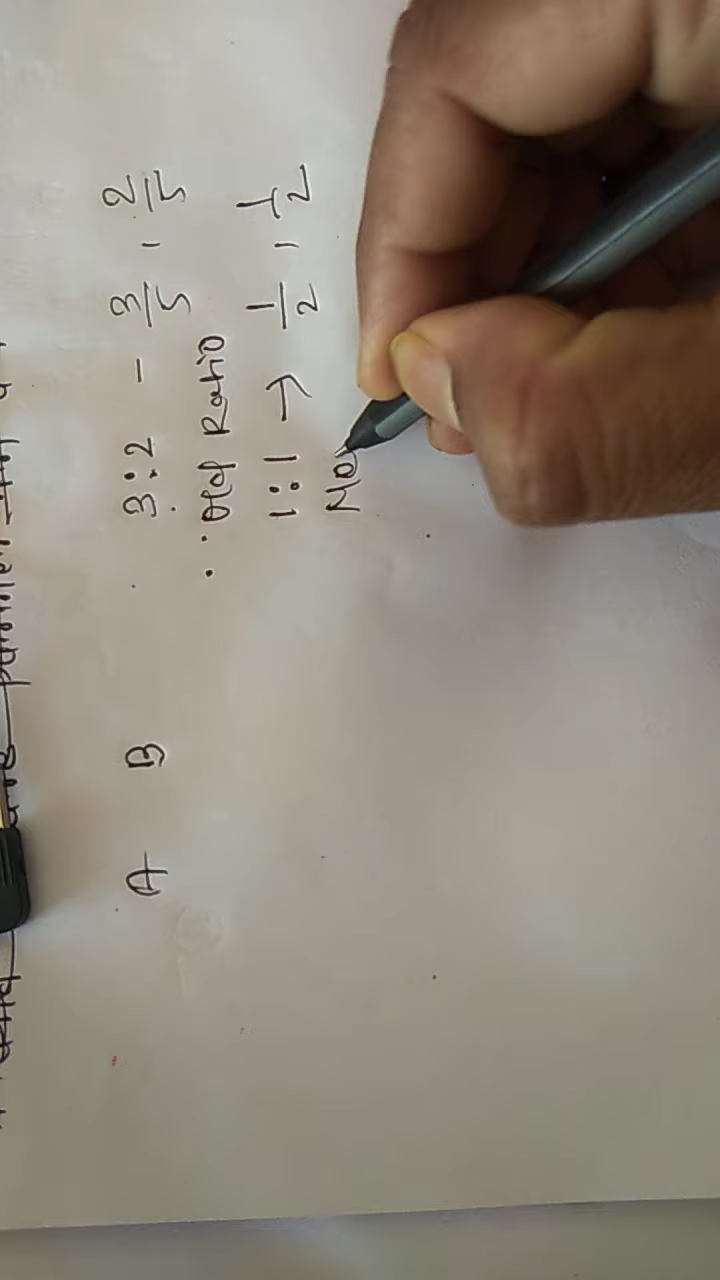 A B 3:2 - 3/5, 2/5
Old Ratio
1:1 → 1/2, 1/2
Ne